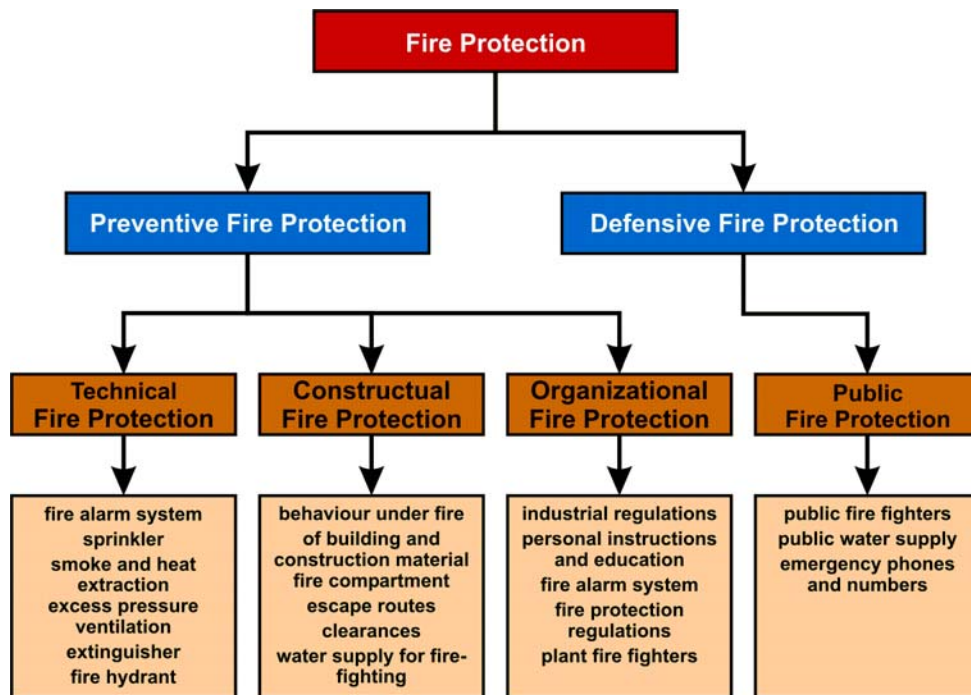 Fire Protection
Preventive Fire Protection
Defensive Fire Protection
Technical
Fire Protection
Constructual
Fire Protection
Organizational
Fire Protection
Public
Fire Protection
fire alarm system
sprinkler
smoke and heat
extraction
excess pressure
ventilation
extinguisher
fire hydrant
behaviour under fire
of building and
construction material
fire compartment
escape routes
clearances
water supply for fire-
fighting
industrial regulations
personal instructions
and education
fire alarm system
fire protection
regulations
plant fire fighters
public fire fighters
public water supply
emergency phones
and numbers